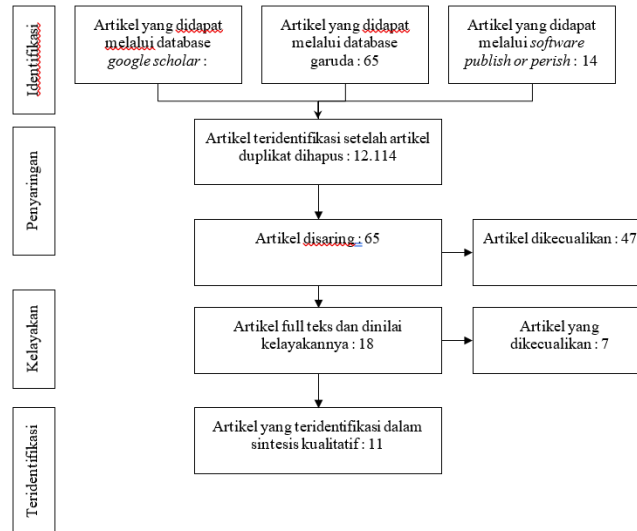 Identifikasi
Artikel yang didapat
melalui database
google scholar :
Artikel yang didapat
melalui database
garuda : 65
Artikel yang didapat
melalui software
publish or perish : 14
Penyaringan
Artikel teridentifikasi setelah artikel
duplikat dihapus : 12.114
Artikel disaring : 65
Artikel dikecualikan : 47
Kelayakan
Artikel full teks dan dinilai
kelayakannya : 18
Artikel yang
dikecualikan : 7
Teridentifikasi
Artikel yang teridentifikasi dalam
sintesis kualitatif : 11